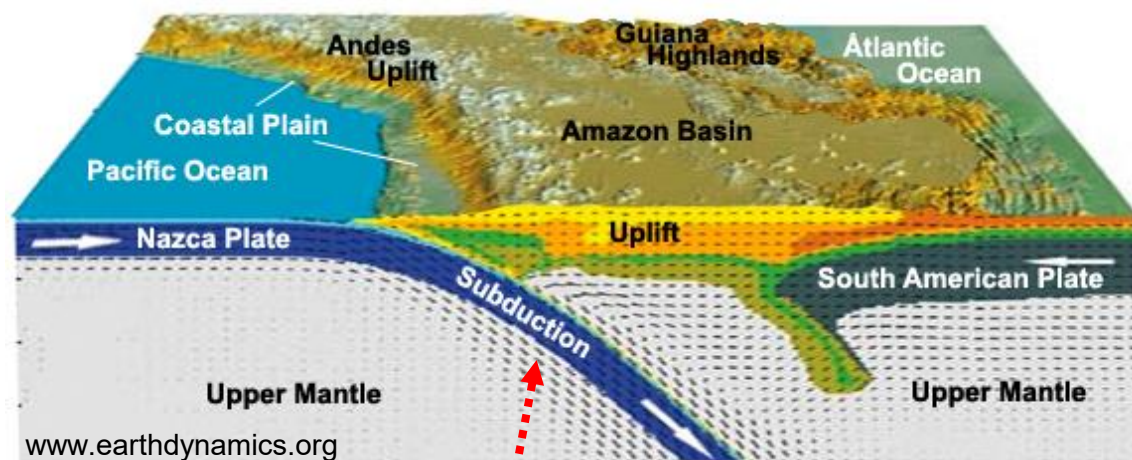 Andes
Uplift
Guiana
Highlands
Atlantic
Ocean
Coastal Plain
Amazon Basin
Pacific Ocean
Nazca Plate
Uplift
South American Plate
Subduction
Upper Mantle
Upper Mantle
www.earthdynamics.org